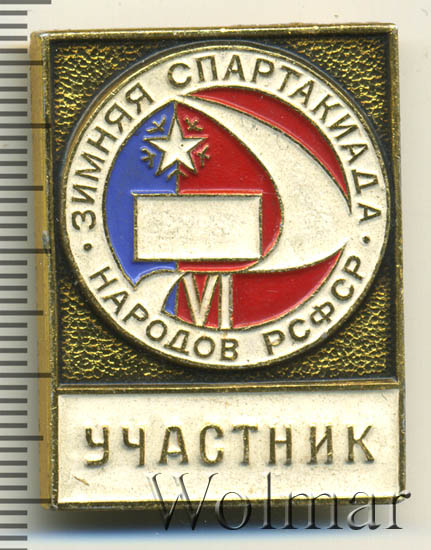 ЗИМНЯЯ СПАРТАКИАДА
НАРОДОВ РСФСР
VI
УЧАСТНИК
Wolmar